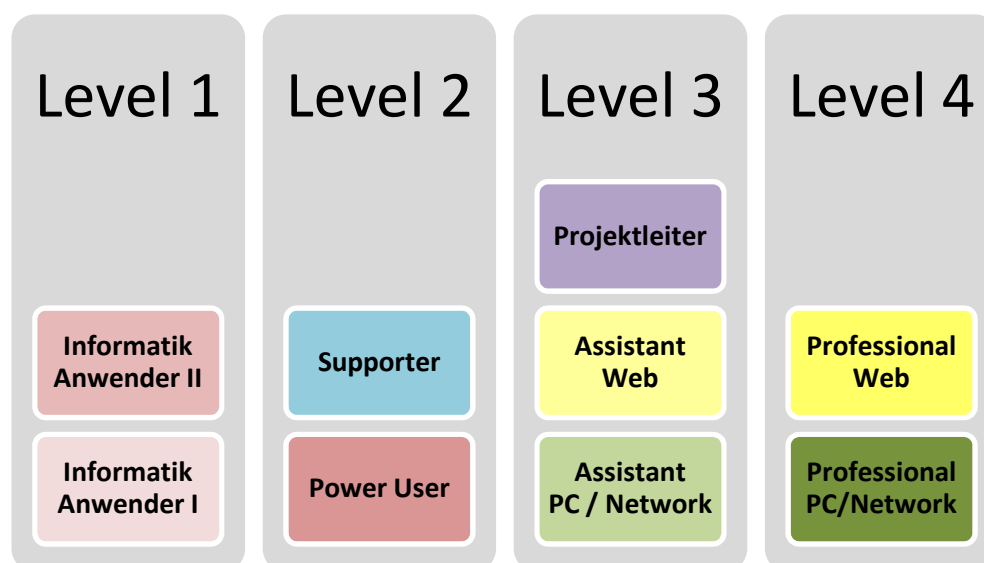 Level 1
Informatik
Anwender II
Informatik
Anwender I
Level 2
Supporter
Power User
Level 3
Projektleiter
Assistant
Web
Assistant
PC / Network
Level 4
Professional
Web
Professional
PC/Network